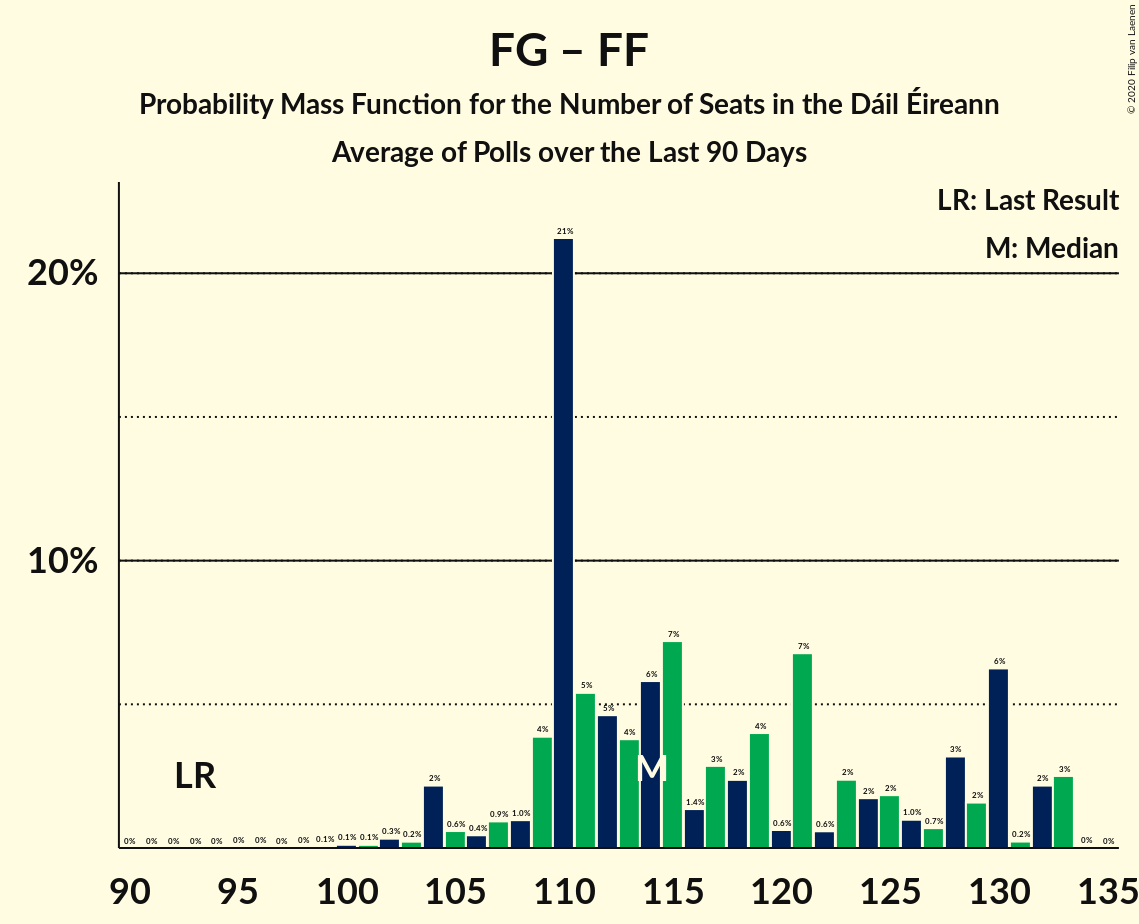 FG – FF
Probability Mass Function for the Number of Seats in the Dáil Éireann
Average of Polls over the Last 90 Days
© 2020 Filip van Laenen
LR: Last Result
M: Median
20%
10%
LR
M
0% 0% 0% 0% 0% 0% 0% 0% 0% 0.1% 0.1% 0.1% 0.3% 0.2% 2% 0.6% 0.4% 0.9% 1.0% 4% 21% 5% 5% 4% 6% 7% 1.4% 3% 2% 4% 0.6% 7% 0.6% 2% 2% 2% 1.0% 0.7% 3% 2% 6% 0.2% 2% 3% 0% 0%
90 95 100 105 110 115 120 125 130 135